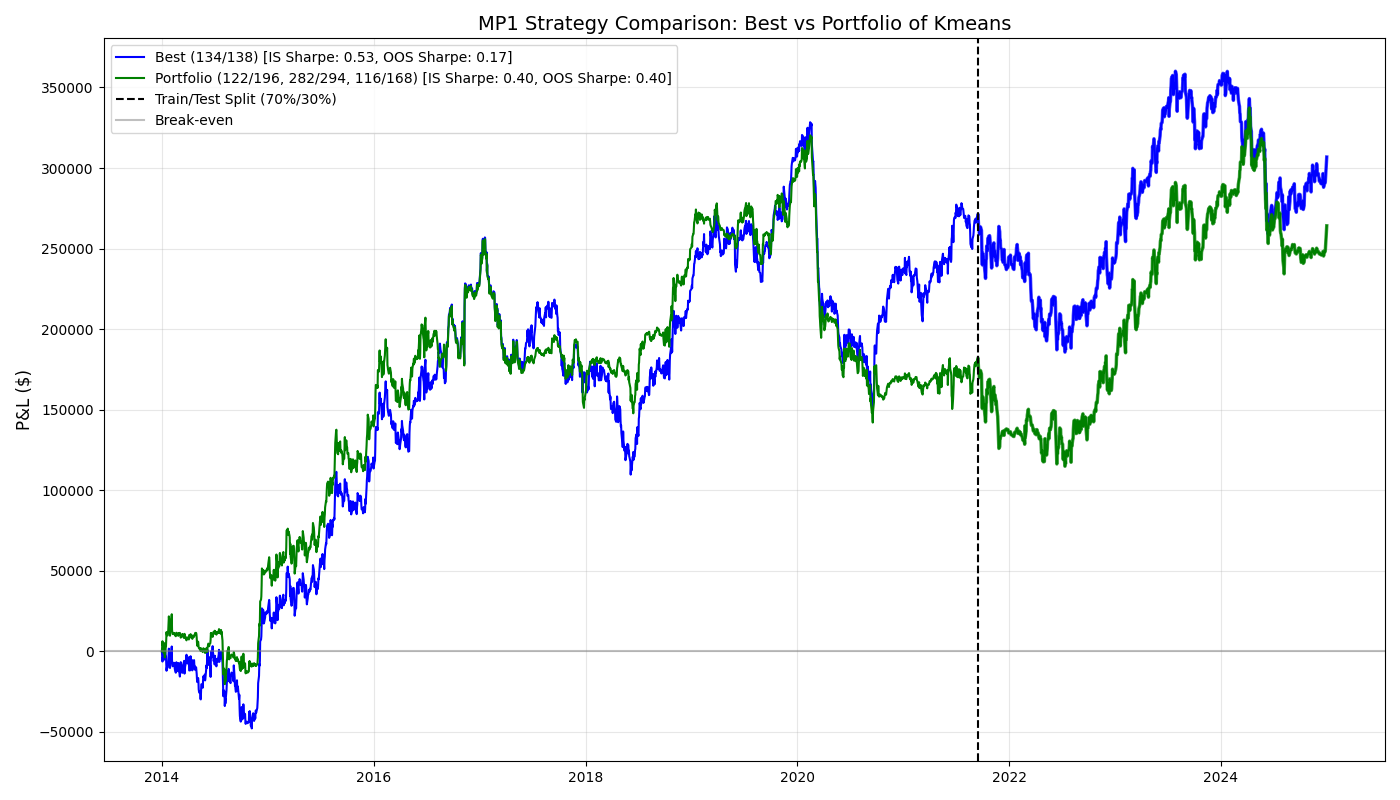 MP1 Strategy Comparison: Best vs Portfolio of Kmeans
Best (134/138) [IS Sharpe: 0.53, OOS Sharpe: 0.17]
Portfolio (122/196, 282/294, 116/168) [IS Sharpe: 0.40, OOS Sharpe: 0.40]
Train/Test Split (70%/30%)
Break-even
P&L ($)
350000
300000
250000
200000
150000
100000
50000
0
−50000
2014
2016
2018
2020
2022
2024